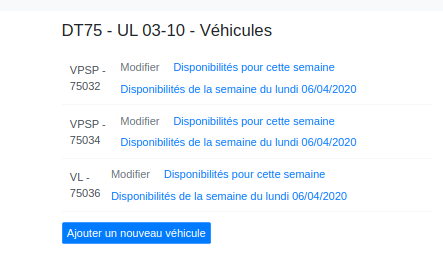 DT75 - UL 03-10 - Véhicules
VPSP - 75032
Modifier Disponibilités pour cette semaine
Disponibilités de la semaine du lundi 06/04/2020
VPSP - 75034
Modifier Disponibilités pour cette semaine
Disponibilités de la semaine du lundi 06/04/2020
VL - 75036
Modifier Disponibilités pour cette semaine
Disponibilités de la semaine du lundi 06/04/2020
Ajouter un nouveau véhicule